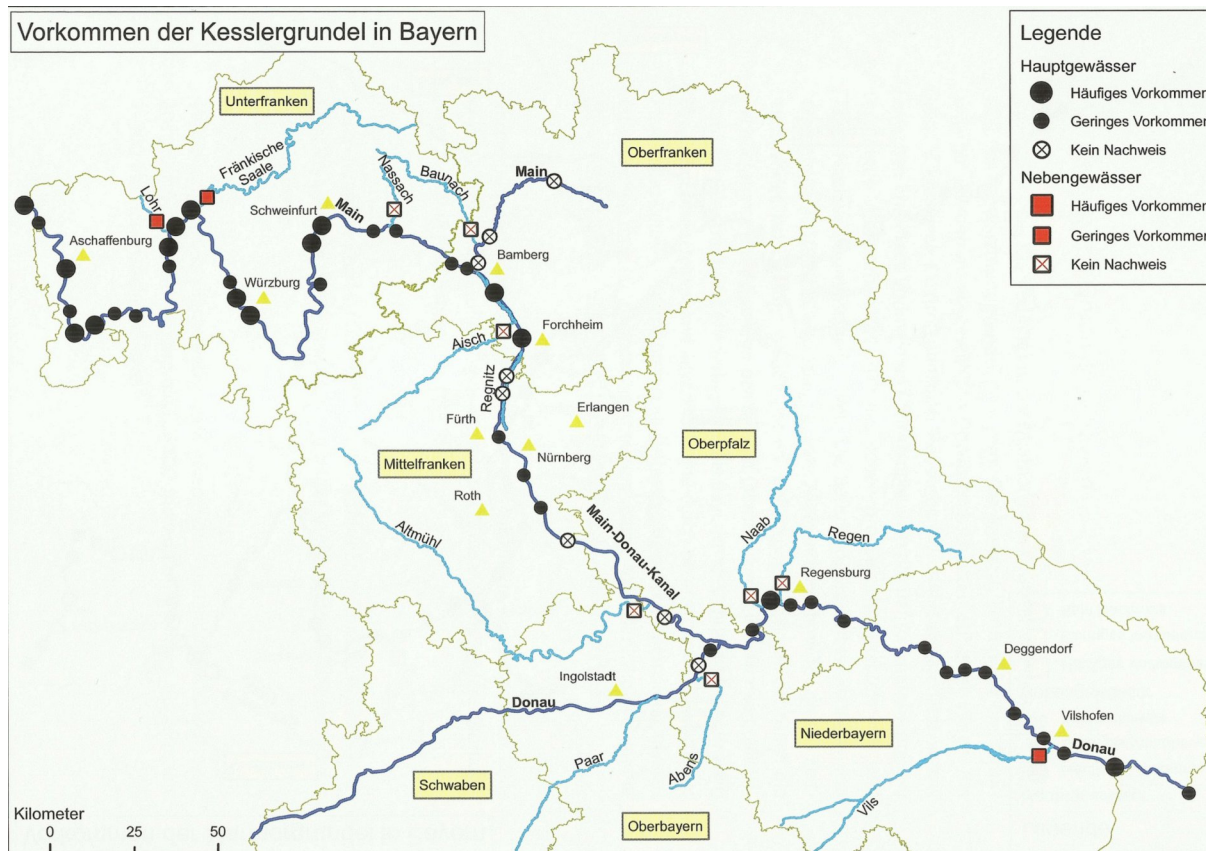 Vorkommen der Kesslergrundel in Bayern
Legende
Hauptgewässer
Häufiges Vorkommen
Geringes Vorkommen
Kein Nachweis
Nebengewässer
Häufiges Vorkommen
Geringes Vorkommen
Kein Nachweis
Unterfranken
Oberfranken
Fränkische
Saale
Nassach
Baunach
Main
Lohr
Schweinfurt
Main
Aschaffenburg
Bamberg
Würzburg
Forchheim
Aisch
Regnitz
Erlangen
Fürth
Oberpfalz
Nürnberg
Mittelfranken
Roth
Altmühl
Main-Donau-Kanal
Naab
Regen
Regensburg
Deggendorf
Ingolstadt
Donau
Vilshofen
Niederbayern
Donau
Paar
Abens
Schwaben
Vils
Oberbayern
Kilometer
0 25 50